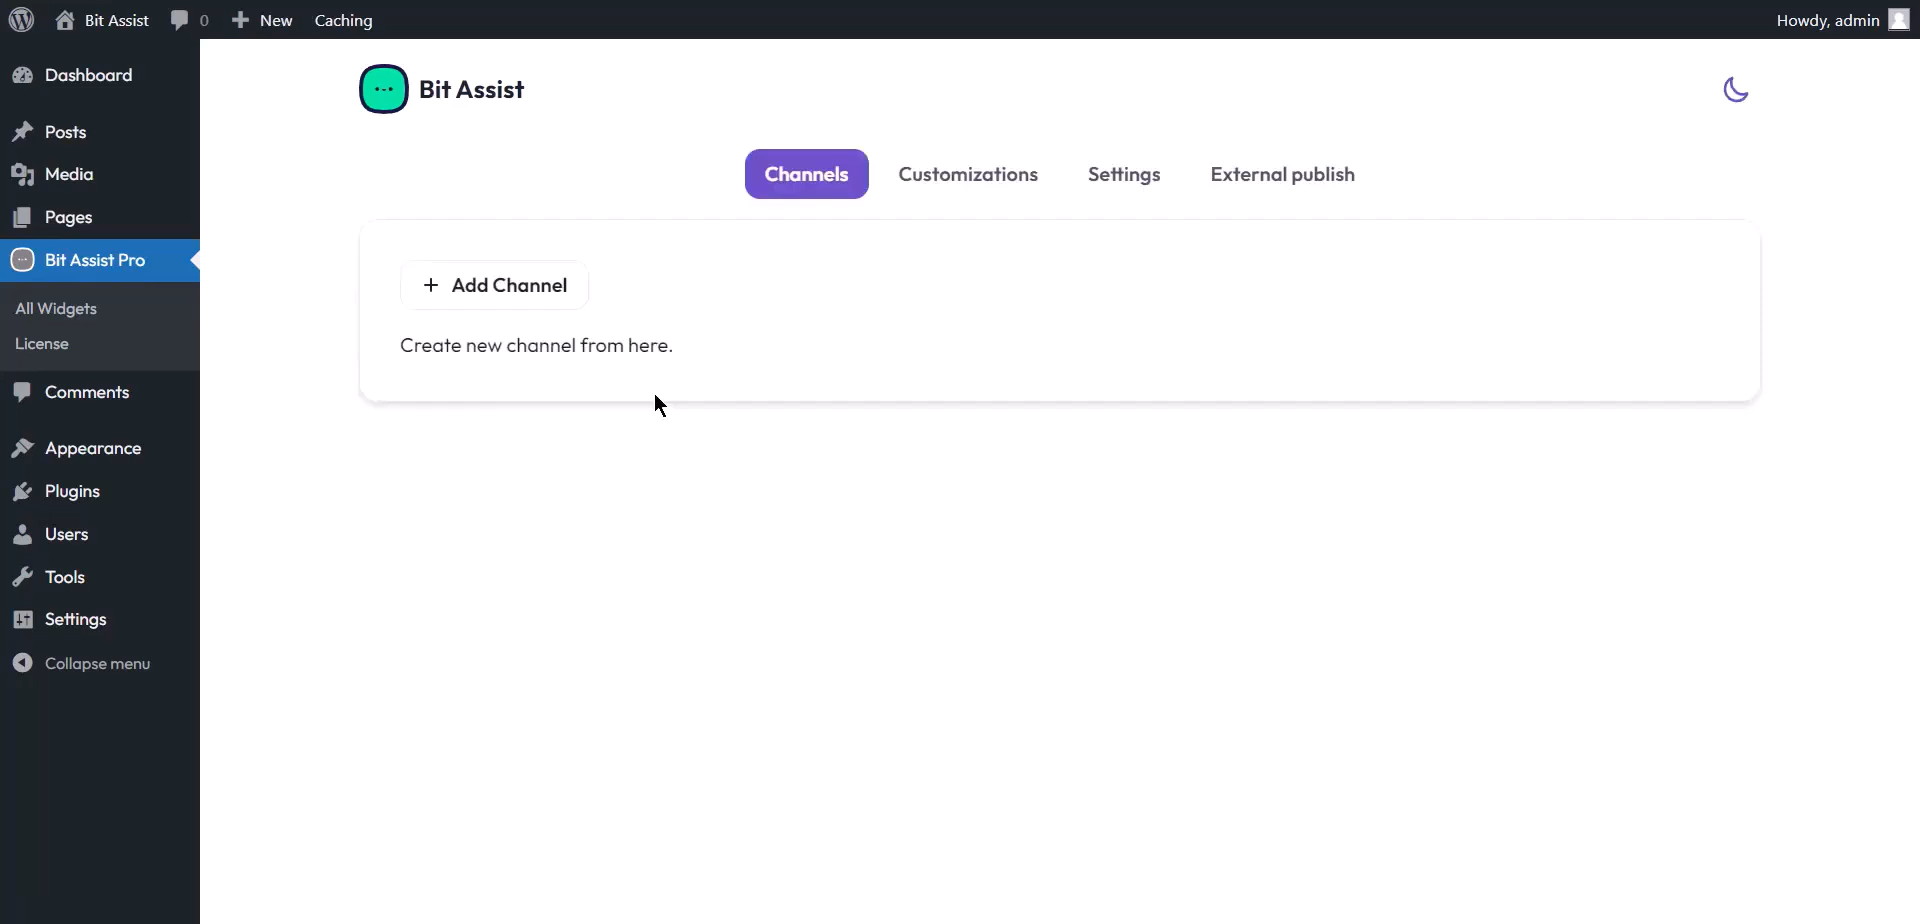 Bit Assist
0
New
Caching
Howdy, admin
Dashboard
Posts
Media
Pages
Bit Assist Pro
All Widgets
License
Comments
Appearance
Plugins
Users
Tools
Settings
Collapse menu
Bit Assist
Channels
Customizations
Settings
External publish
+ Add Channel
Create new channel from here.